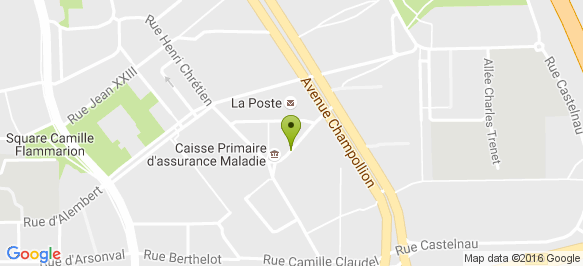 Rue Jean XXIII
Rue Henri Chrétien
La Poste
Avenue Champollion
Allée Charles Trenet
Rue Castelnau
Square Camille
Flammarion
Caisse Primaire
d'assurance Maladie
Rue d'Alembert
Rue d'Arsonval
Rue Berthelot
Rue Camille Claudel
Rue Castelnau
Google
Map data ©2016 Google